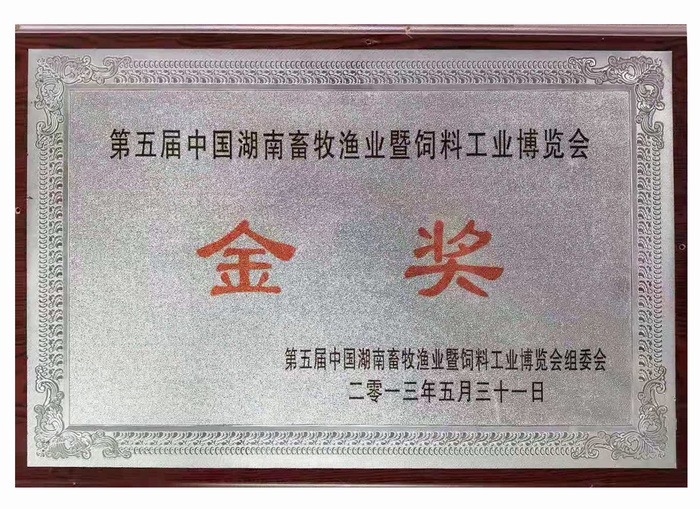 第五届中国湖南畜牧渔业暨饲料工业博览会
金奖
第五届中国湖南畜牧渔业暨饲料工业博览会组委会
二零一三年五月三十一日